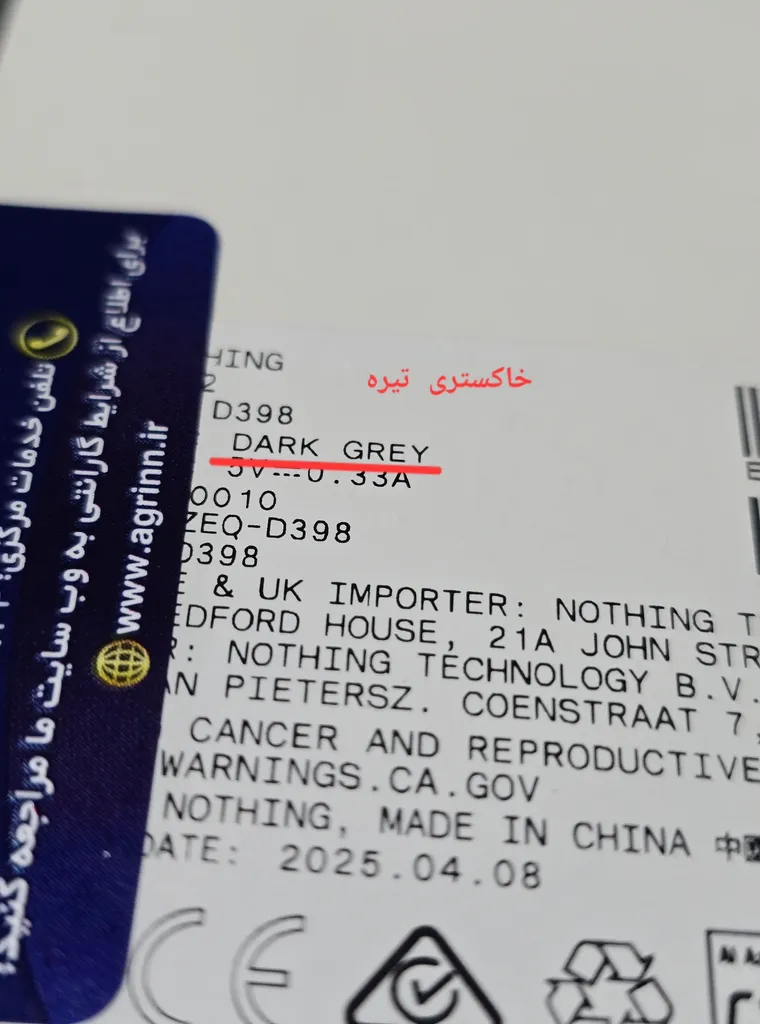 HING
2
خاکستری تیره
D398
DARK GREY
5V⎓0.33A
0010
ZEQ-D398
D398
& UK IMPORTER: NOTHING T
EDFORD HOUSE, 21A JOHN STR
R: NOTHING TECHNOLOGY B.V.
AN PIETERSZ. COENSTRAAT 7,
CANCER AND REPRODUCTIVE
WARNINGS.CA.GOV
NOTHING, MADE IN CHINA 中
DATE: 2025.04.08
CE
برای اطلاع از شرایط گارانتی به وب سایت ما مراجعه کنید:
www.agrinn.ir
تلفن خدمات مرکزی: